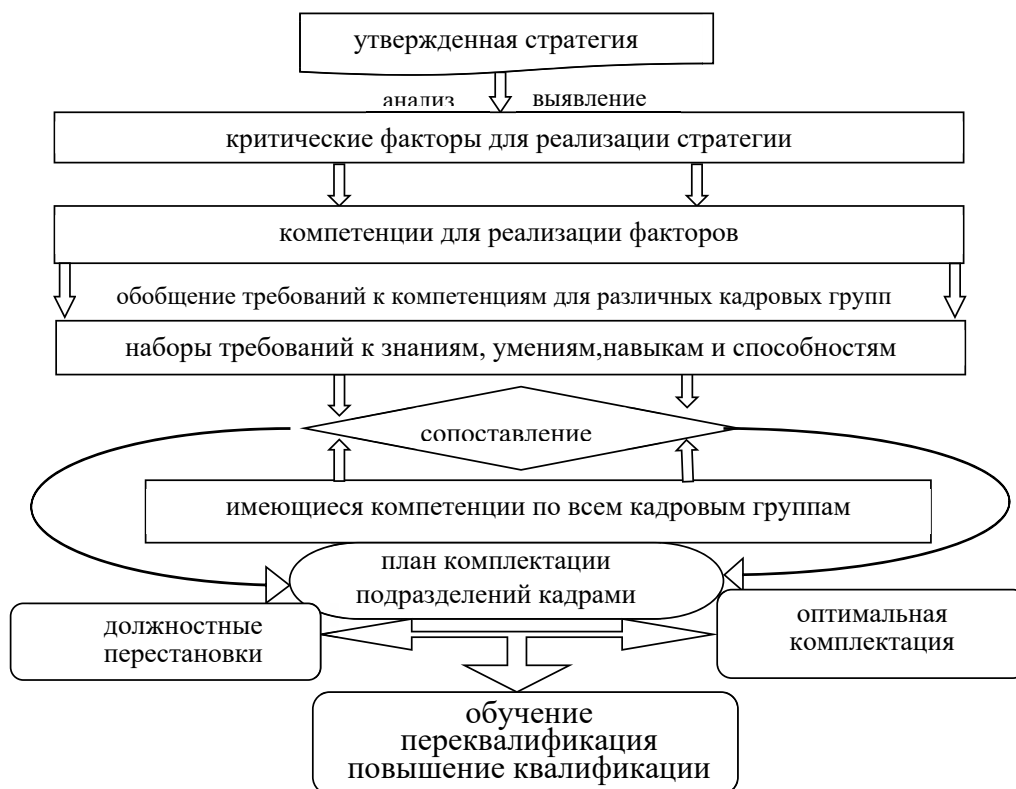 утвержденная стратегия
анализ выявление
критические факторы для реализации стратегии
компетенции для реализации факторов
обобщение требований к компетенциям для различных кадровых групп
наборы требований к знаниям, умениям,навыкам и способностям
сопоставление
имеющиеся компетенции по всем кадровым группам
план комплектации
подразделений кадрами
должностные
перестановки
оптимальная
комплектация
обучение
переквалификация
повышение квалификации